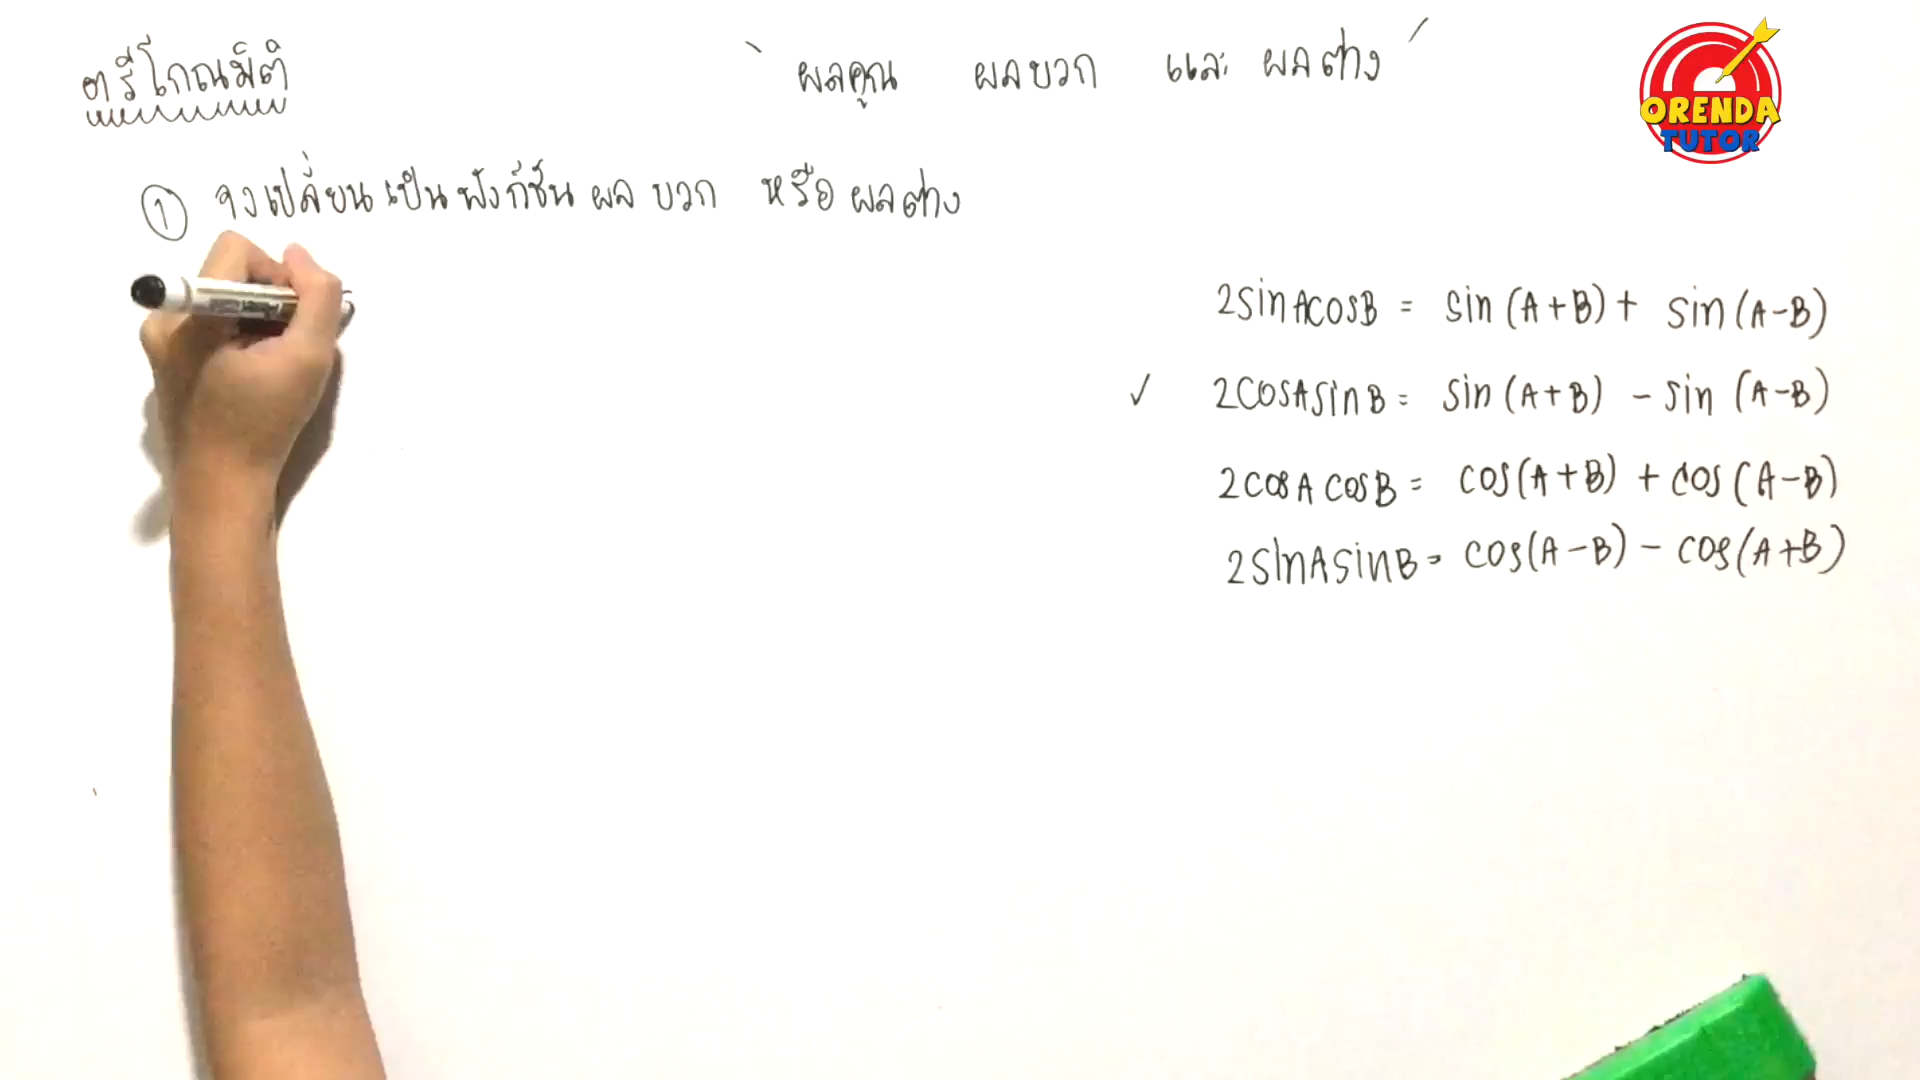 ตรีโกณมิติ
` ผลคูณ ผลบวก และ ผลต่าง ´
ORENDA
TUTOR
① จงเปลี่ยนเป็นฟังก์ชัน ผล บวก หรือ ผลต่าง
2sinAcosB = sin (A+B) + sin (A-B)
✓ 2cosAsinB = sin (A+B) - sin (A-B)
2cosA cosB = cos(A+B) + cos (A-B)
2sinAsinB = cos(A-B) - cos(A+B)